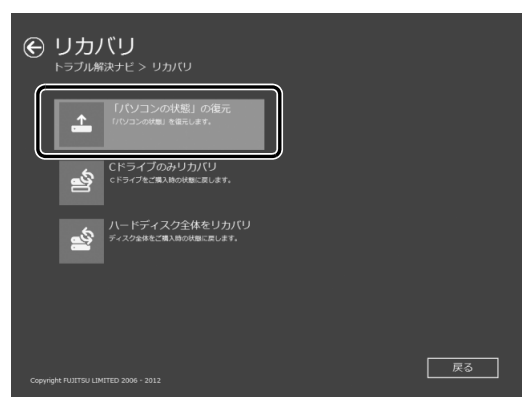 リカバリ
トラブル解決ナビ > リカバリ
「パソコンの状態」の復元
「パソコンの状態」を復元します。
Cドライブのみリカバリ
Cドライブをご購入時の状態に戻します。
ハードディスク全体をリカバリ
ディスク全体をご購入時の状態に戻します。
戻る
Copyright FUJITSU LIMITED 2006 - 2012